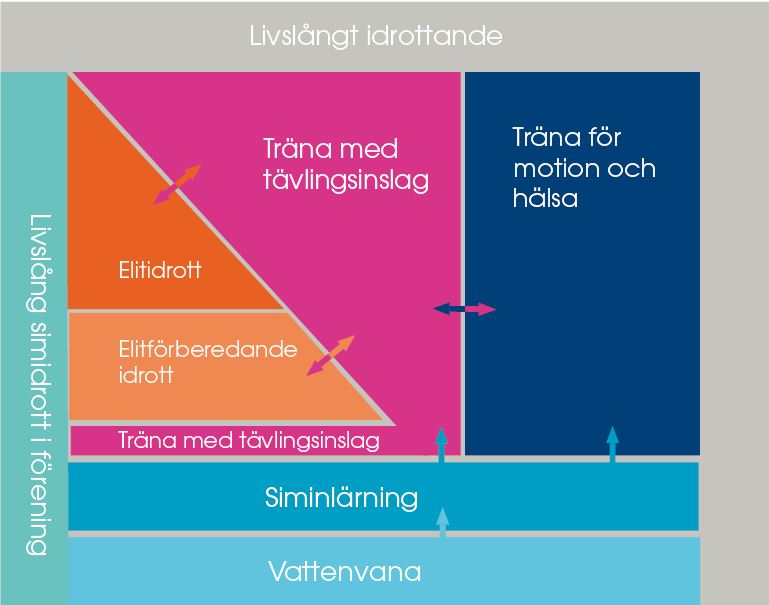 Livslångt idrottande
Livslång simidrott i förening
Träna med
tävlingsinslag
Träna för
motion och
hälsa
Elitidrott
Elitförberedande
idrott
Träna med tävlingsinslag
Siminlärning
Vattenvana